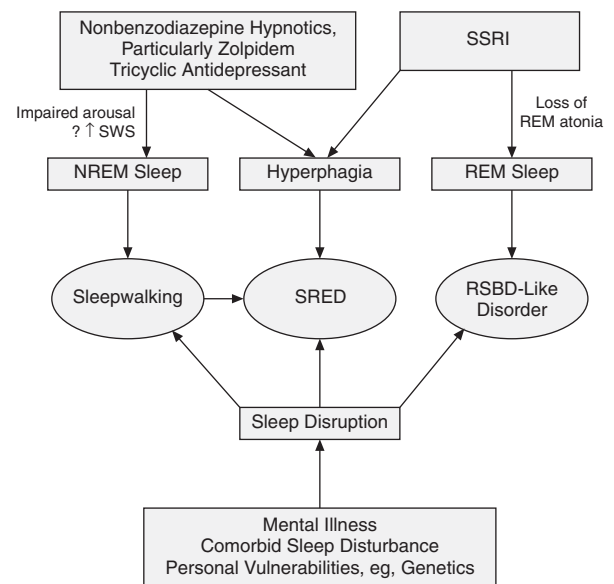 Nonbenzodiazepine Hypnotics,
Particularly Zolpidem
Tricyclic Antidepressant
SSRI
Impaired arousal
? ↑ SWS
Loss of
REM atonia
NREM Sleep
Hyperphagia
REM Sleep
Sleepwalking
SRED
RSBD-Like
Disorder
Sleep Disruption
Mental Illness
Comorbid Sleep Disturbance
Personal Vulnerabilities, eg, Genetics